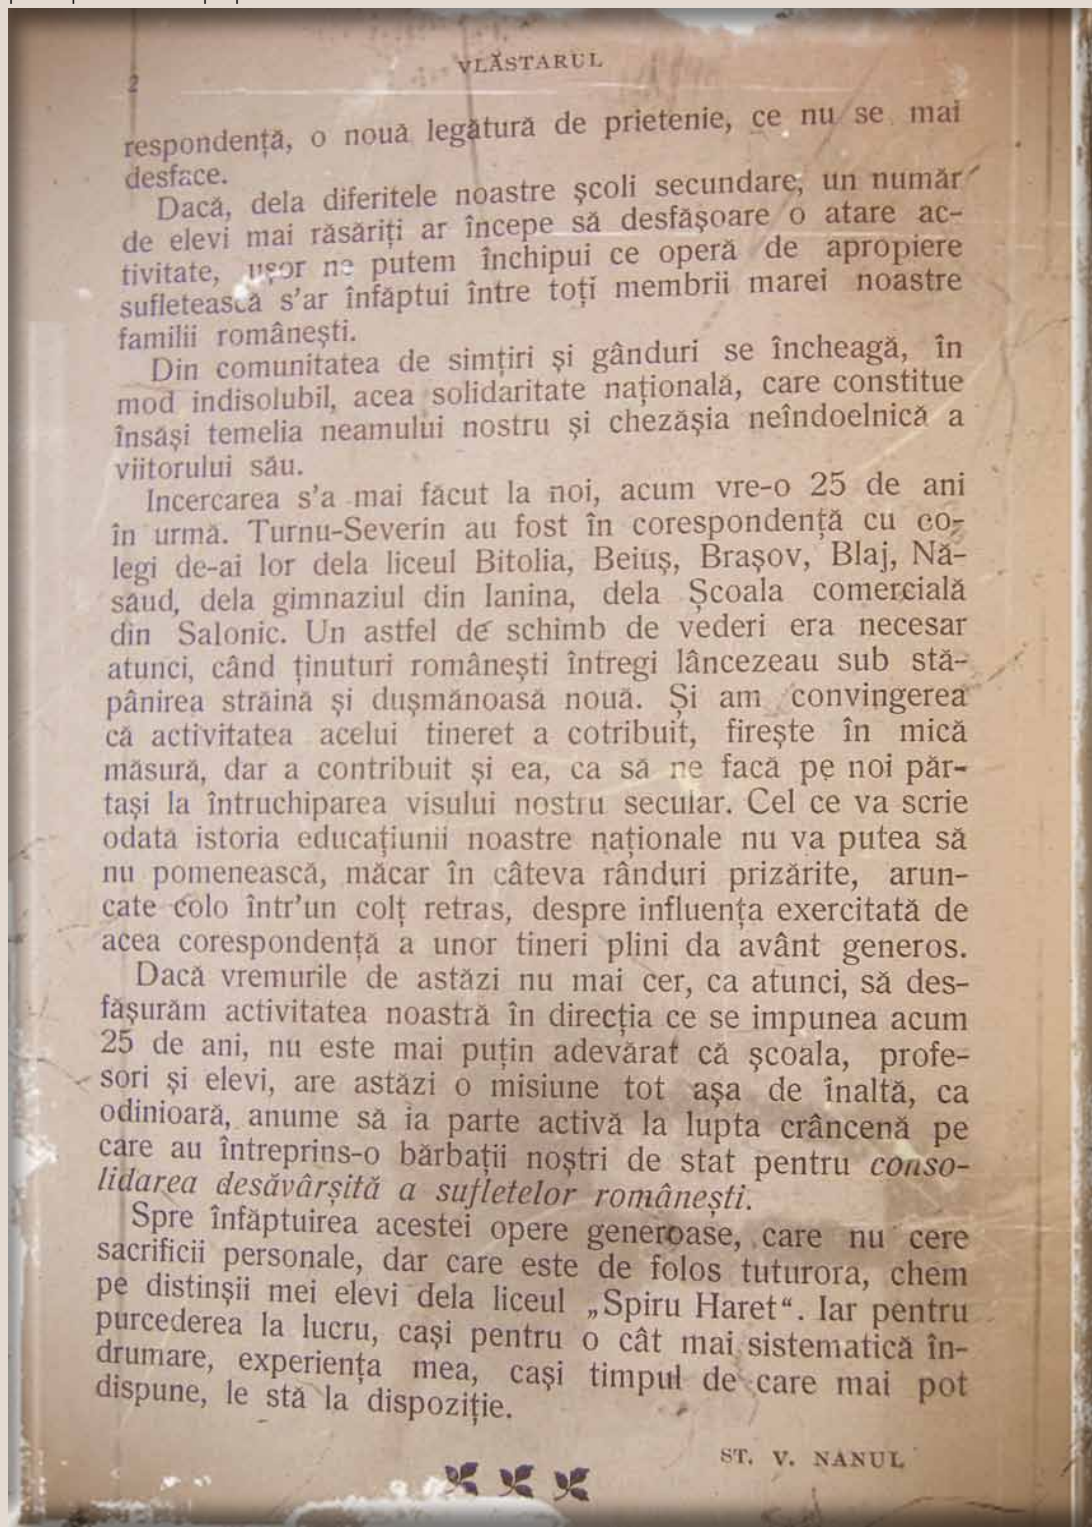 VLĂSTARUL
2
respondență, o nouă legătură de prietenie, ce nu se mai
desface.
Dacă, dela diferitele noastre școli secundare, un număr
de elevi mai răsăriți ar începe să desfășoare o atare ac-
tivitate, ușor ne putem închipui ce operă de apropiere
sufletească s'ar înfăptui între toți membrii marei noastre
familii românești.
Din comunitatea de simțiri și gânduri se încheagă, în
mod indisolubil, acea solidaritate națională, care constitue
însăși temelia neamului nostru și chezășia neîndoelnică a
viitorului său.
Incercarea s'a mai făcut la noi, acum vre-o 25 de ani
în urmă. Turnu-Severin au fost în corespondență cu co-
legi de-ai lor dela liceul Bitolia, Beiuș, Brașov, Blaj, Nă-
săud, dela gimnaziul din Ianina, dela Școala comercială
din Salonic. Un astfel de schimb de vederi era necesar
atunci, când ținuturi românești întregi lâncezeau sub stă-
pânirea străină și dușmănoasă nouă. Și am convingerea
că activitatea acelui tineret a cotribuit, firește în mică
măsură, dar a contribuit și ea, ca să ne facă pe noi păr-
tași la întruchiparea visului nostru secular. Cel ce va scrie
odată istoria educațiunii noastre naționale nu va putea să
nu pomenească, măcar în câteva rânduri prizărite, arun-
cate colo într'un colț retras, despre influența exercitată de
acea corespondență a unor tineri plini da avânt generos.
Dacă vremurile de astăzi nu mai cer, ca atunci, să des-
fășurăm activitatea noastră în direcția ce se impunea acum
25 de ani, nu este mai puțin adevărat că școala, profe-
sori și elevi, are astăzi o misiune tot așa de înaltă, ca
odinioară, anume să ia parte activă la lupta crâncenă pe
care au întreprins-o bărbații noștri de stat pentru conso-
lidarea desăvârșită a sufletelor românești.
Spre înfăptuirea acestei opere generoase, care nu cere
sacrificii personale, dar care este de folos tuturora, chem
pe distinșii mei elevi dela liceul „Spiru Haret“. Iar pentru
purcederea la lucru, cași pentru o cât mai sistematică în-
drumare, experiența mea, cași timpul de care mai pot
dispune, le stă la dispoziție.
ST. V. NANUL